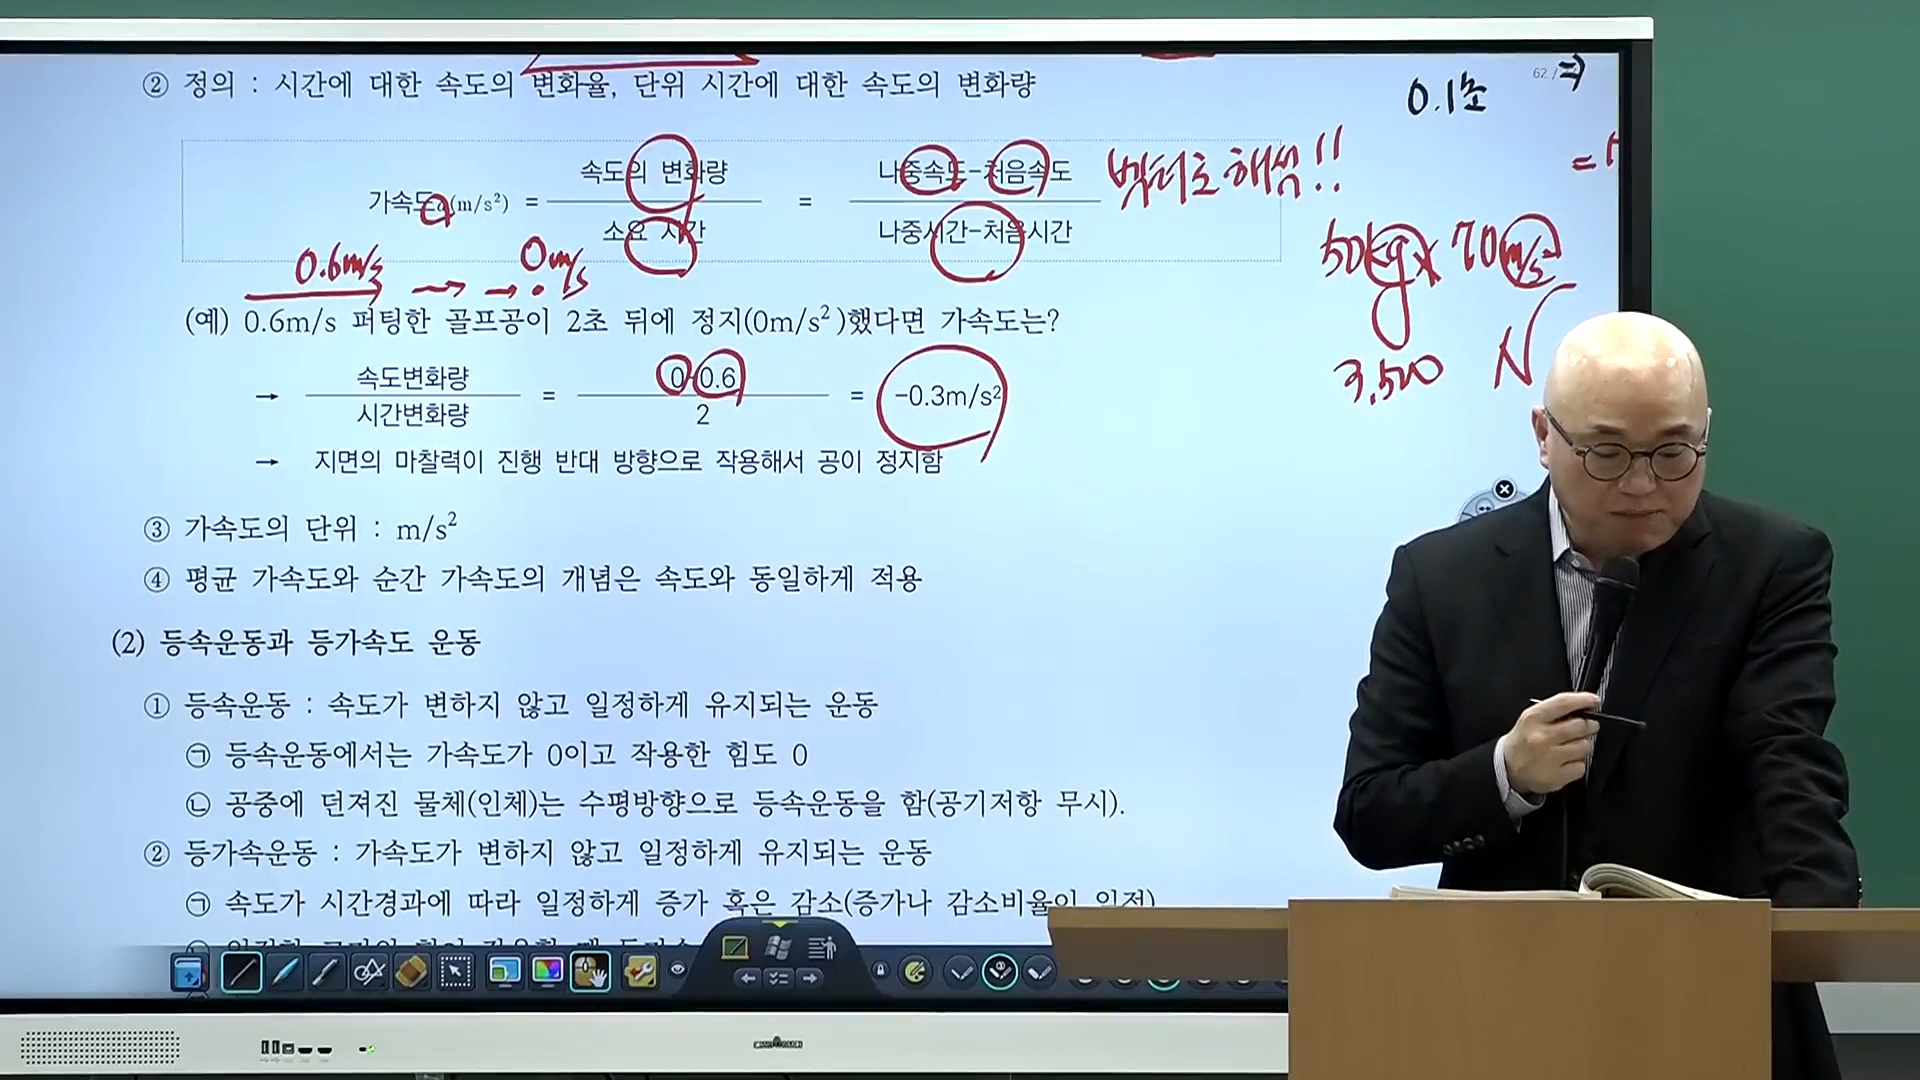 ② 정의 : 시간에 대한 속도의 변화율, 단위 시간에 대한 속도의 변화량
62 /
0.1초 ⇒
가속도a(m/s²) = 속도의 변화량 / 소요 시간 = 나중속도-처음속도 / 나중시간-처음시간
벡터로 해석!!
50kg × 70m/s²
3,500 N
0.6m/s → → 0m/s
(예) 0.6m/s 퍼팅한 골프공이 2초 뒤에 정지(0m/s²)했다면 가속도는?
→ 속도변화량 / 시간변화량 = 0-0.6 / 2 = -0.3m/s²
→ 지면의 마찰력이 진행 반대 방향으로 작용해서 공이 정지함
③ 가속도의 단위 : m/s²
④ 평균 가속도와 순간 가속도의 개념은 속도와 동일하게 적용
(2) 등속운동과 등가속도 운동
① 등속운동 : 속도가 변하지 않고 일정하게 유지되는 운동
㉠ 등속운동에서는 가속도가 0이고 작용한 힘도 0
㉡ 공중에 던져진 물체(인체)는 수평방향으로 등속운동을 함(공기저항 무시).
② 등가속운동 : 가속도가 변하지 않고 일정하게 유지되는 운동
㉠ 속도가 시간경과에 따라 일정하게 증가 혹은 감소(증가나 감소비율이 일정)